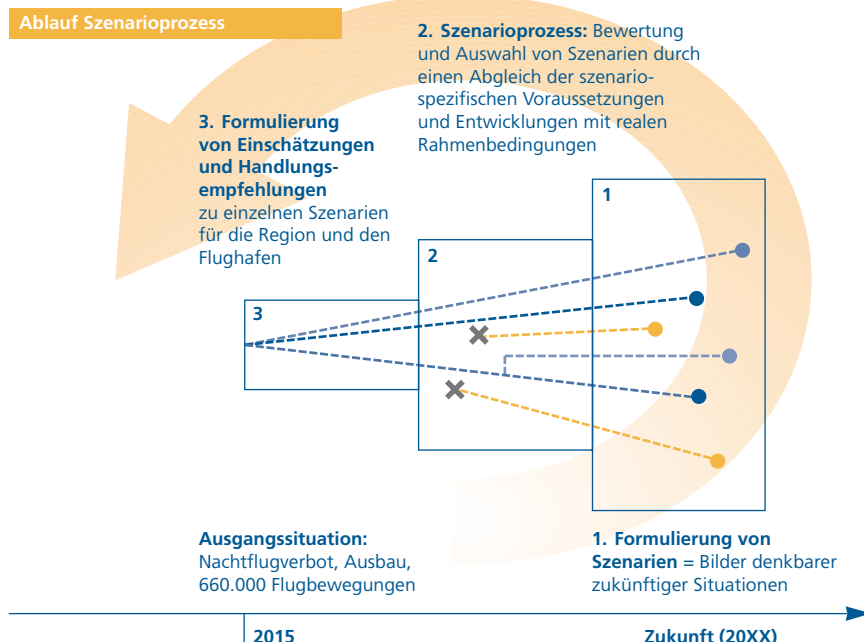 Ablauf Szenarioprozess
2. Szenarioprozess: Bewertung
und Auswahl von Szenarien durch
einen Abgleich der szenario-
spezifischen Voraussetzungen
und Entwicklungen mit realen
Rahmenbedingungen
3. Formulierung
von Einschätzungen
und Handlungs-
empfehlungen
zu einzelnen Szenarien
für die Region und den
Flughafen
1
2
3
Ausgangssituation:
Nachtflugverbot, Ausbau,
660.000 Flugbewegungen
1. Formulierung von
Szenarien = Bilder denkbarer
zukünftiger Situationen
2015
Zukunft (20XX)